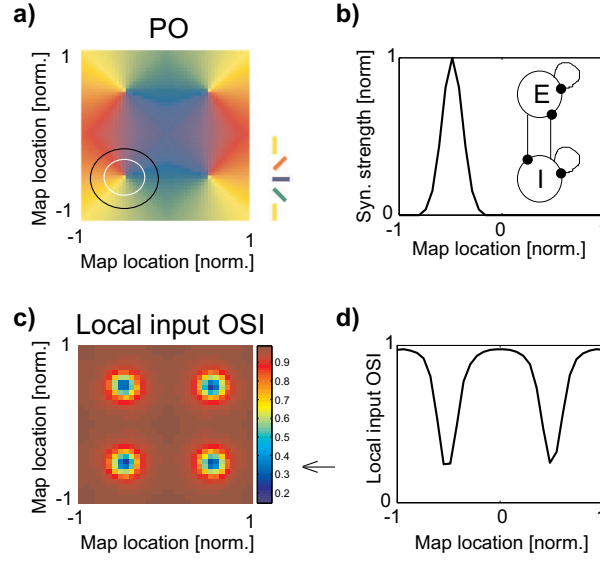 a)
PO
1
Map location [norm.]
-1
-1
1
Map location [norm.]
b)
1
Syn. strength [norm]
0
-1
0
1
Map location [norm.]
E
I
c)
Local input OSI
1
Map location [norm.]
-1
-1
1
Map location [norm.]
0.9
0.8
0.7
0.6
0.5
0.4
0.3
0.2
d)
1
Local input OSI
0
-1
0
1
Map location [norm.]